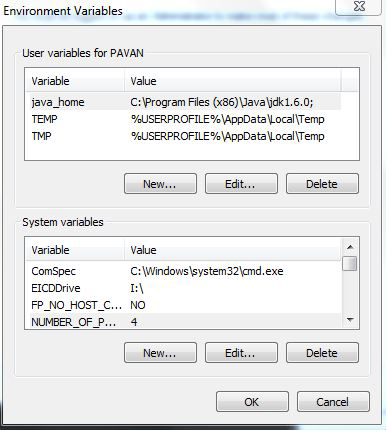 Environment Variables
User variables for PAVAN
Variable Value
java_home C:\Program Files (x86)\Java\jdk1.6.0;
TEMP %USERPROFILE%\AppData\Local\Temp
TMP %USERPROFILE%\AppData\Local\Temp
New... Edit... Delete
System variables
Variable Value
ComSpec C:\Windows\system32\cmd.exe
EICDDrive I:\
FP_NO_HOST_C... NO
NUMBER_OF_P... 4
New... Edit... Delete
OK Cancel